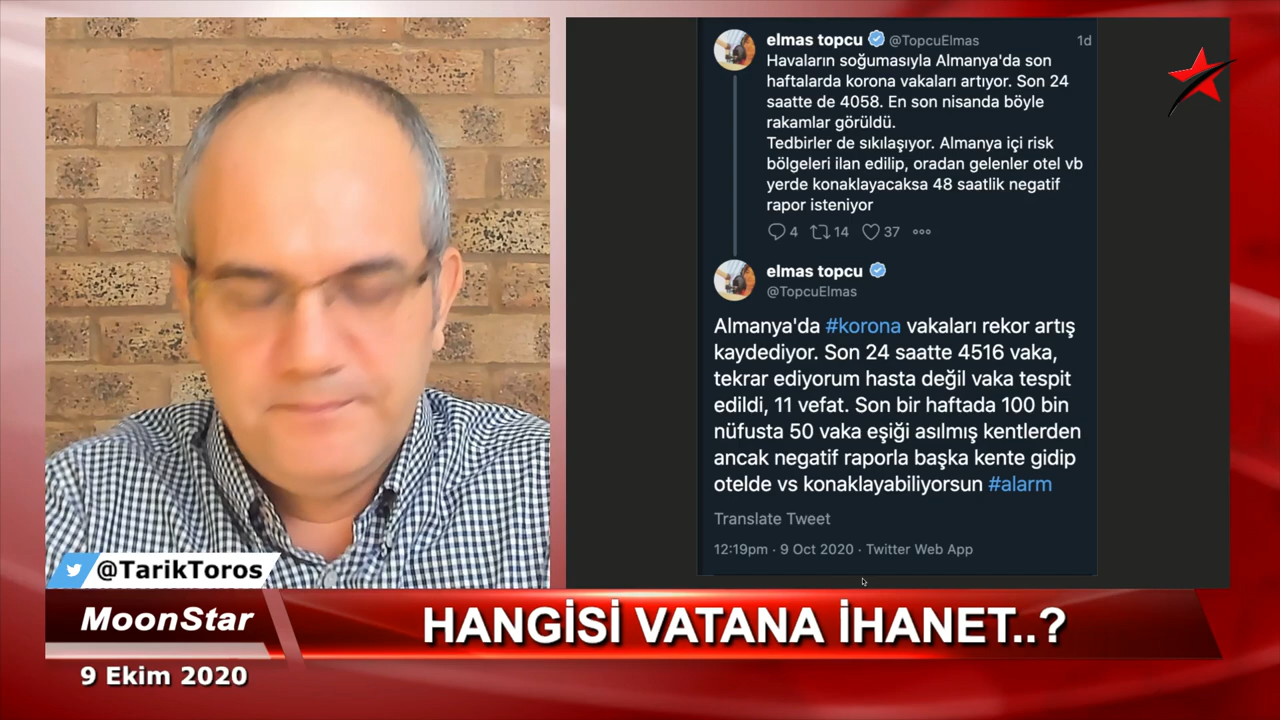 elmas topcu @TopcuElmas 1d
Havaların soğumasıyla Almanya'da son
haftalarda korona vakaları artıyor. Son 24
saatte de 4058. En son nisanda böyle
rakamlar görüldü.
Tedbirler de sıkılaşıyor. Almanya içi risk
bölgeleri ilan edilip, oradan gelenler otel vb
yerde konaklayacaksa 48 saatlik negatif
rapor isteniyor
4 14 37
elmas topcu
@TopcuElmas
Almanya'da #korona vakaları rekor artış
kaydediyor. Son 24 saatte 4516 vaka,
tekrar ediyorum hasta değil vaka tespit
edildi, 11 vefat. Son bir haftada 100 bin
nüfusta 50 vaka eşiği asılmış kentlerden
ancak negatif raporla başka kente gidip
otelde vs konaklayabiliyorsun #alarm
Translate Tweet
12:19pm · 9 Oct 2020 · Twitter Web App
@TarikToros
MoonStar
HANGİSİ VATANA İHANET..?
9 Ekim 2020